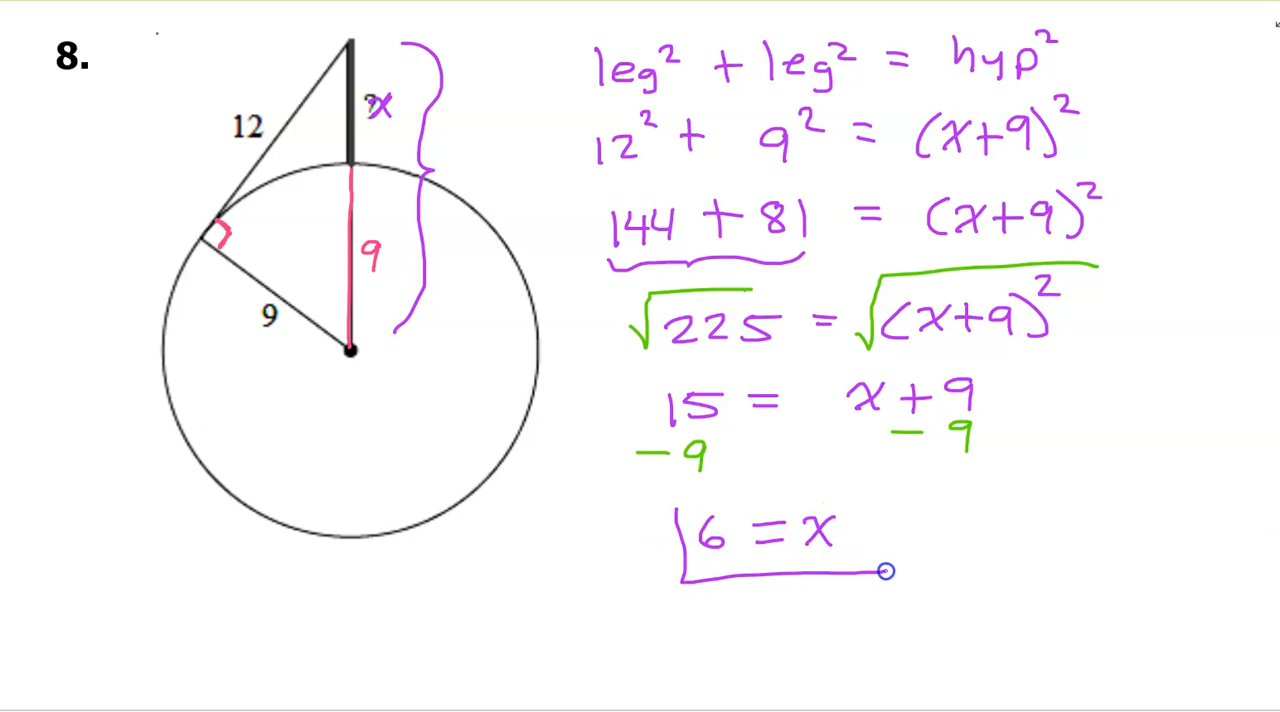 8.
12
?x
9
9
leg² + leg² = hyp²
12² + 9² = (x+9)²
144 + 81 = (x+9)²
√225 = √(x+9)²
15 = x+9
-9 -9
6 = x